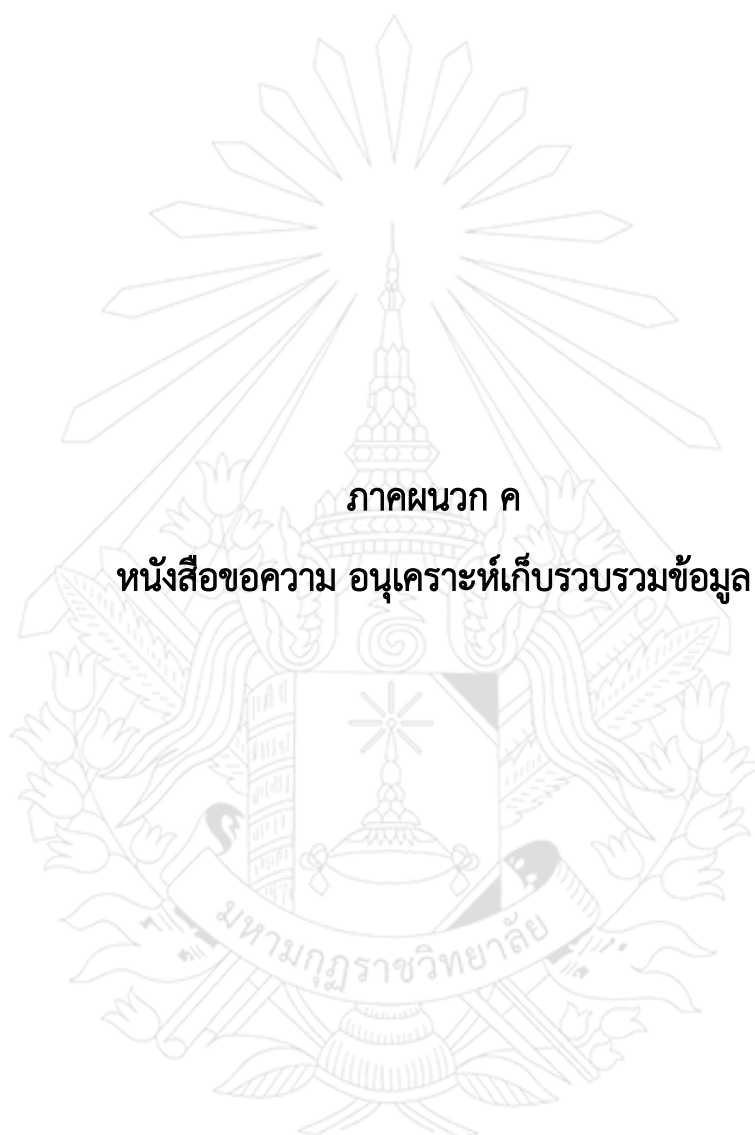 ภาคผนวก ค
หนังสือขอความ อนุเคราะห์เก็บรวบรวมข้อมูล
มหามกุฏราชวิทยาลัย